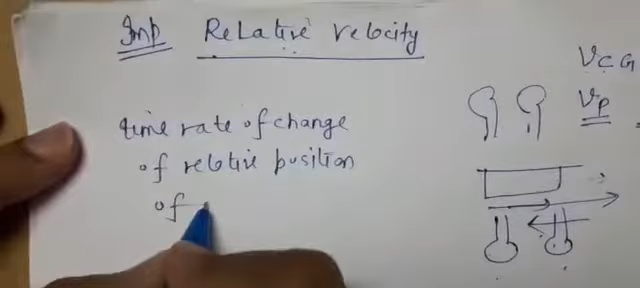 Imp Relative velocity
time rate of change
of relative position
of
VCG
VP